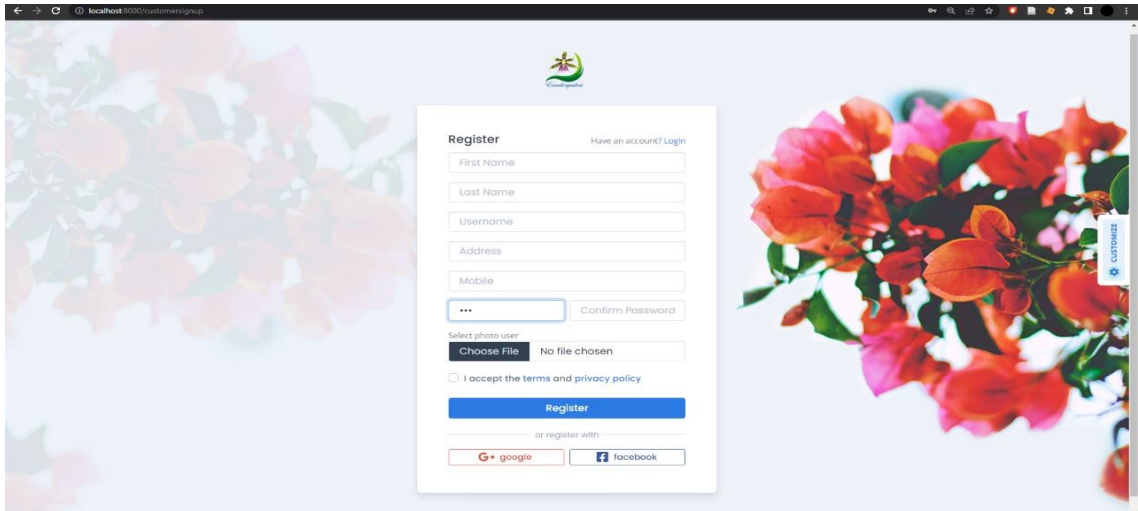 localhost:8000/customersignup
Register
Have an account? Login
First Name
Last Name
Username
Address
Mobile
••• Confirm Password
Select photo user
Choose File No file chosen
I accept the terms and privacy policy
Register
or register with
G+ google
facebook
CUSTOMIZE